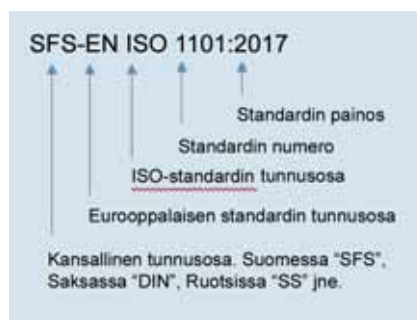 SFS-EN ISO 1101:2017
Standardin painos
Standardin numero
ISO-standardin tunnusosa
Eurooppalaisen standardin tunnusosa
Kansallinen tunnusosa. Suomessa “SFS”,
Saksassa “DIN”, Ruotsissa “SS” jne.